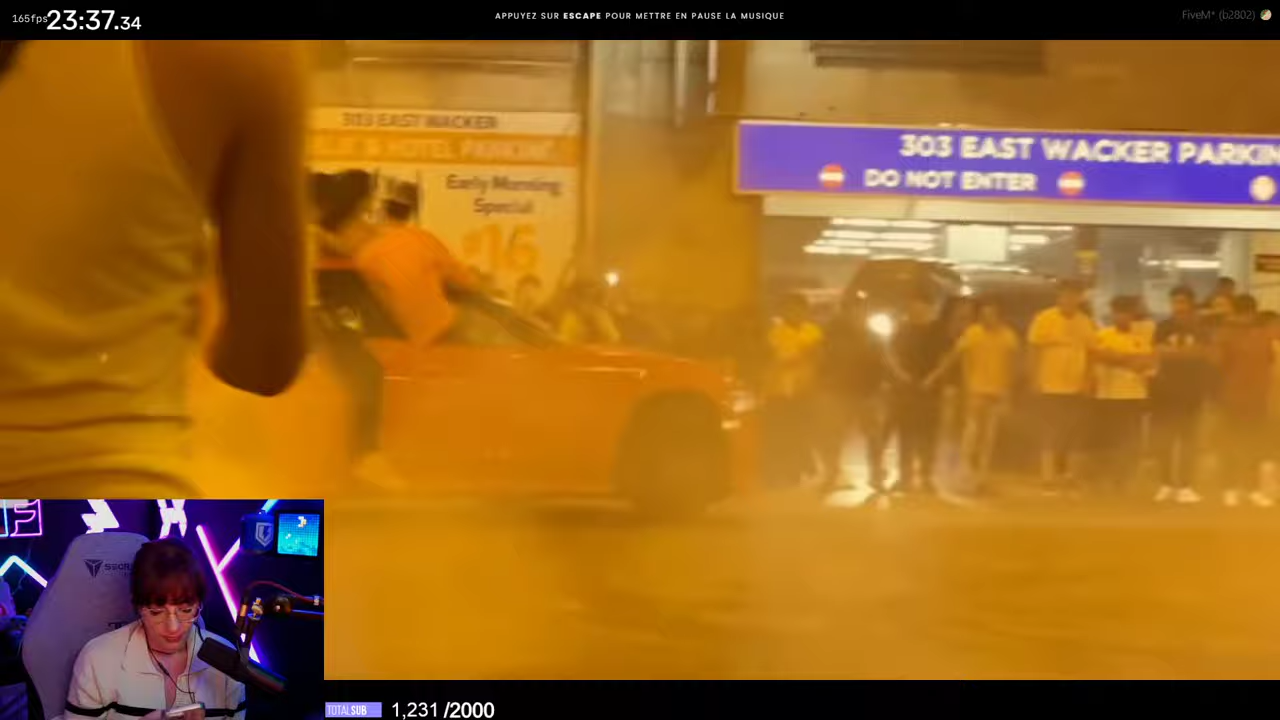 165fps 23:37.34
APPUYEZ SUR ESCAPE POUR METTRE EN PAUSE LA MUSIQUE
FiveM* (b2802)
303 EAST WACKER
HOTEL PARKING
Early Morning
Special
$16
303 EAST WACKER PARKIN
DO NOT ENTER
TOTAL SUB 1,231 /2000